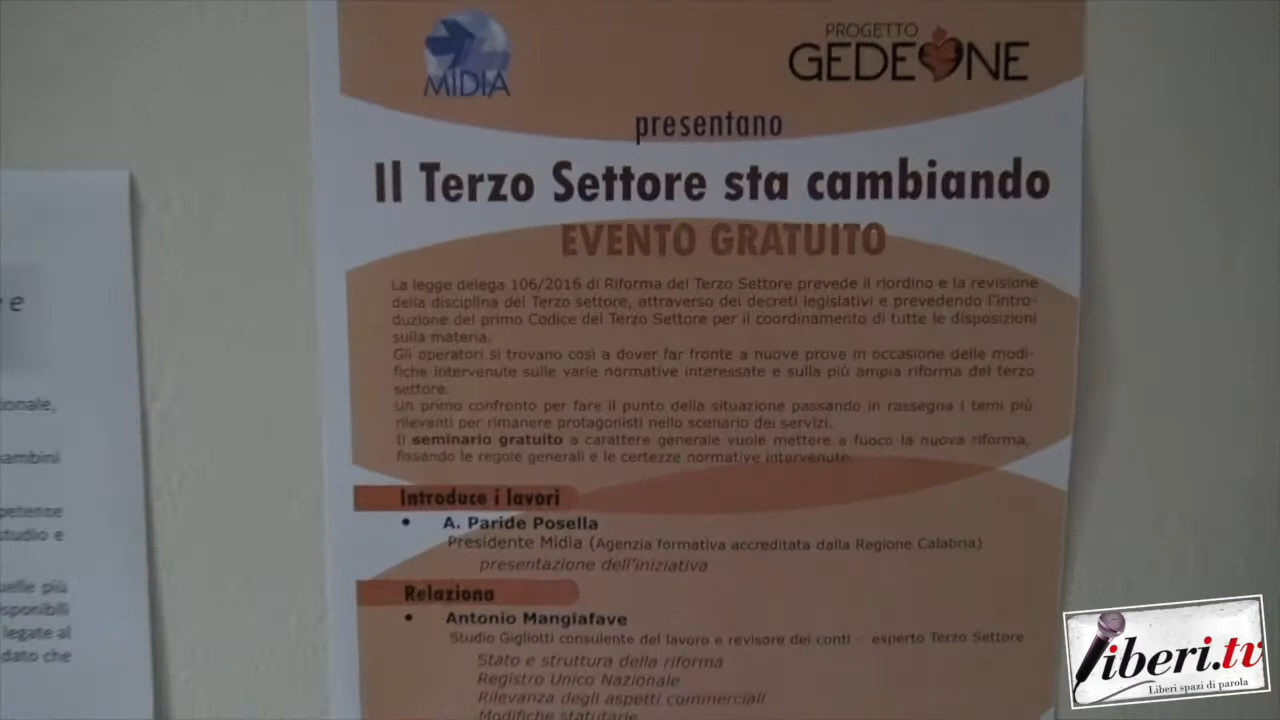 MIDIA
PROGETTO
GEDEONE
presentano
Il Terzo Settore sta cambiando
EVENTO GRATUITO
La legge delega 106/2016 di Riforma del Terzo Settore prevede il riordino e la revisione
della disciplina del Terzo settore, attraverso dei decreti legislativi e prevedendo l'intro-
duzione del primo Codice del Terzo Settore per il coordinamento di tutte le disposizioni
sulla materia.
Gli operatori si trovano così a dover far fronte a nuove prove in occasione delle modi-
fiche intervenute sulle varie normative interessate e sulla più ampia riforma del terzo
settore.
Un primo confronto per fare il punto della situazione passando in rassegna i temi più
rilevanti per rimanere protagonisti nello scenario dei servizi.
Il seminario gratuito a carattere generale vuole mettere a fuoco la nuova riforma,
fissando le regole generali e le certezze normative intervenute.
Introduce i lavori
• A. Paride Posella
Presidente Midia (Agenzia formativa accreditata dalla Regione Calabria)
presentazione dell'iniziativa
Relaziona
• Antonio Mangiafave
Studio Gigliotti consulente del lavoro e revisore dei conti - esperto Terzo Settore
Stato e struttura della riforma
Registro Unico Nazionale
Rilevanza degli aspetti commerciali
Modifiche statutarie
e
ionale,
ambini
petenze
studio e
uelle più
sponibili
legate al
dato che
liberi.tv
Liberi spazi di parola